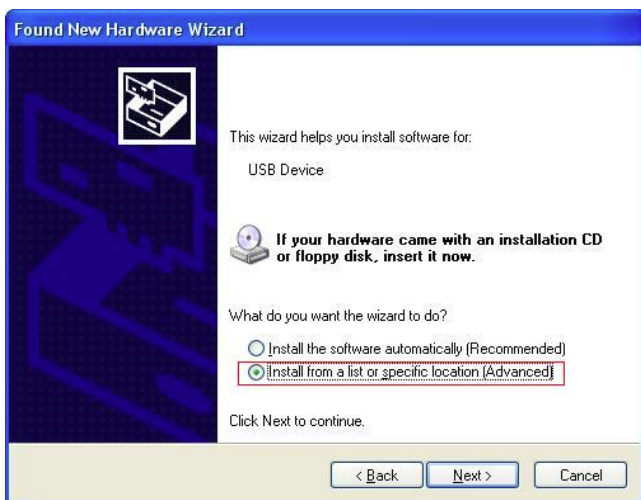 Found New Hardware Wizard
This wizard helps you install software for:
USB Device
If your hardware came with an installation CD
or floppy disk, insert it now.
What do you want the wizard to do?
Install the software automatically (Recommended)
Install from a list or specific location (Advanced)
Click Next to continue.
< Back Next > Cancel